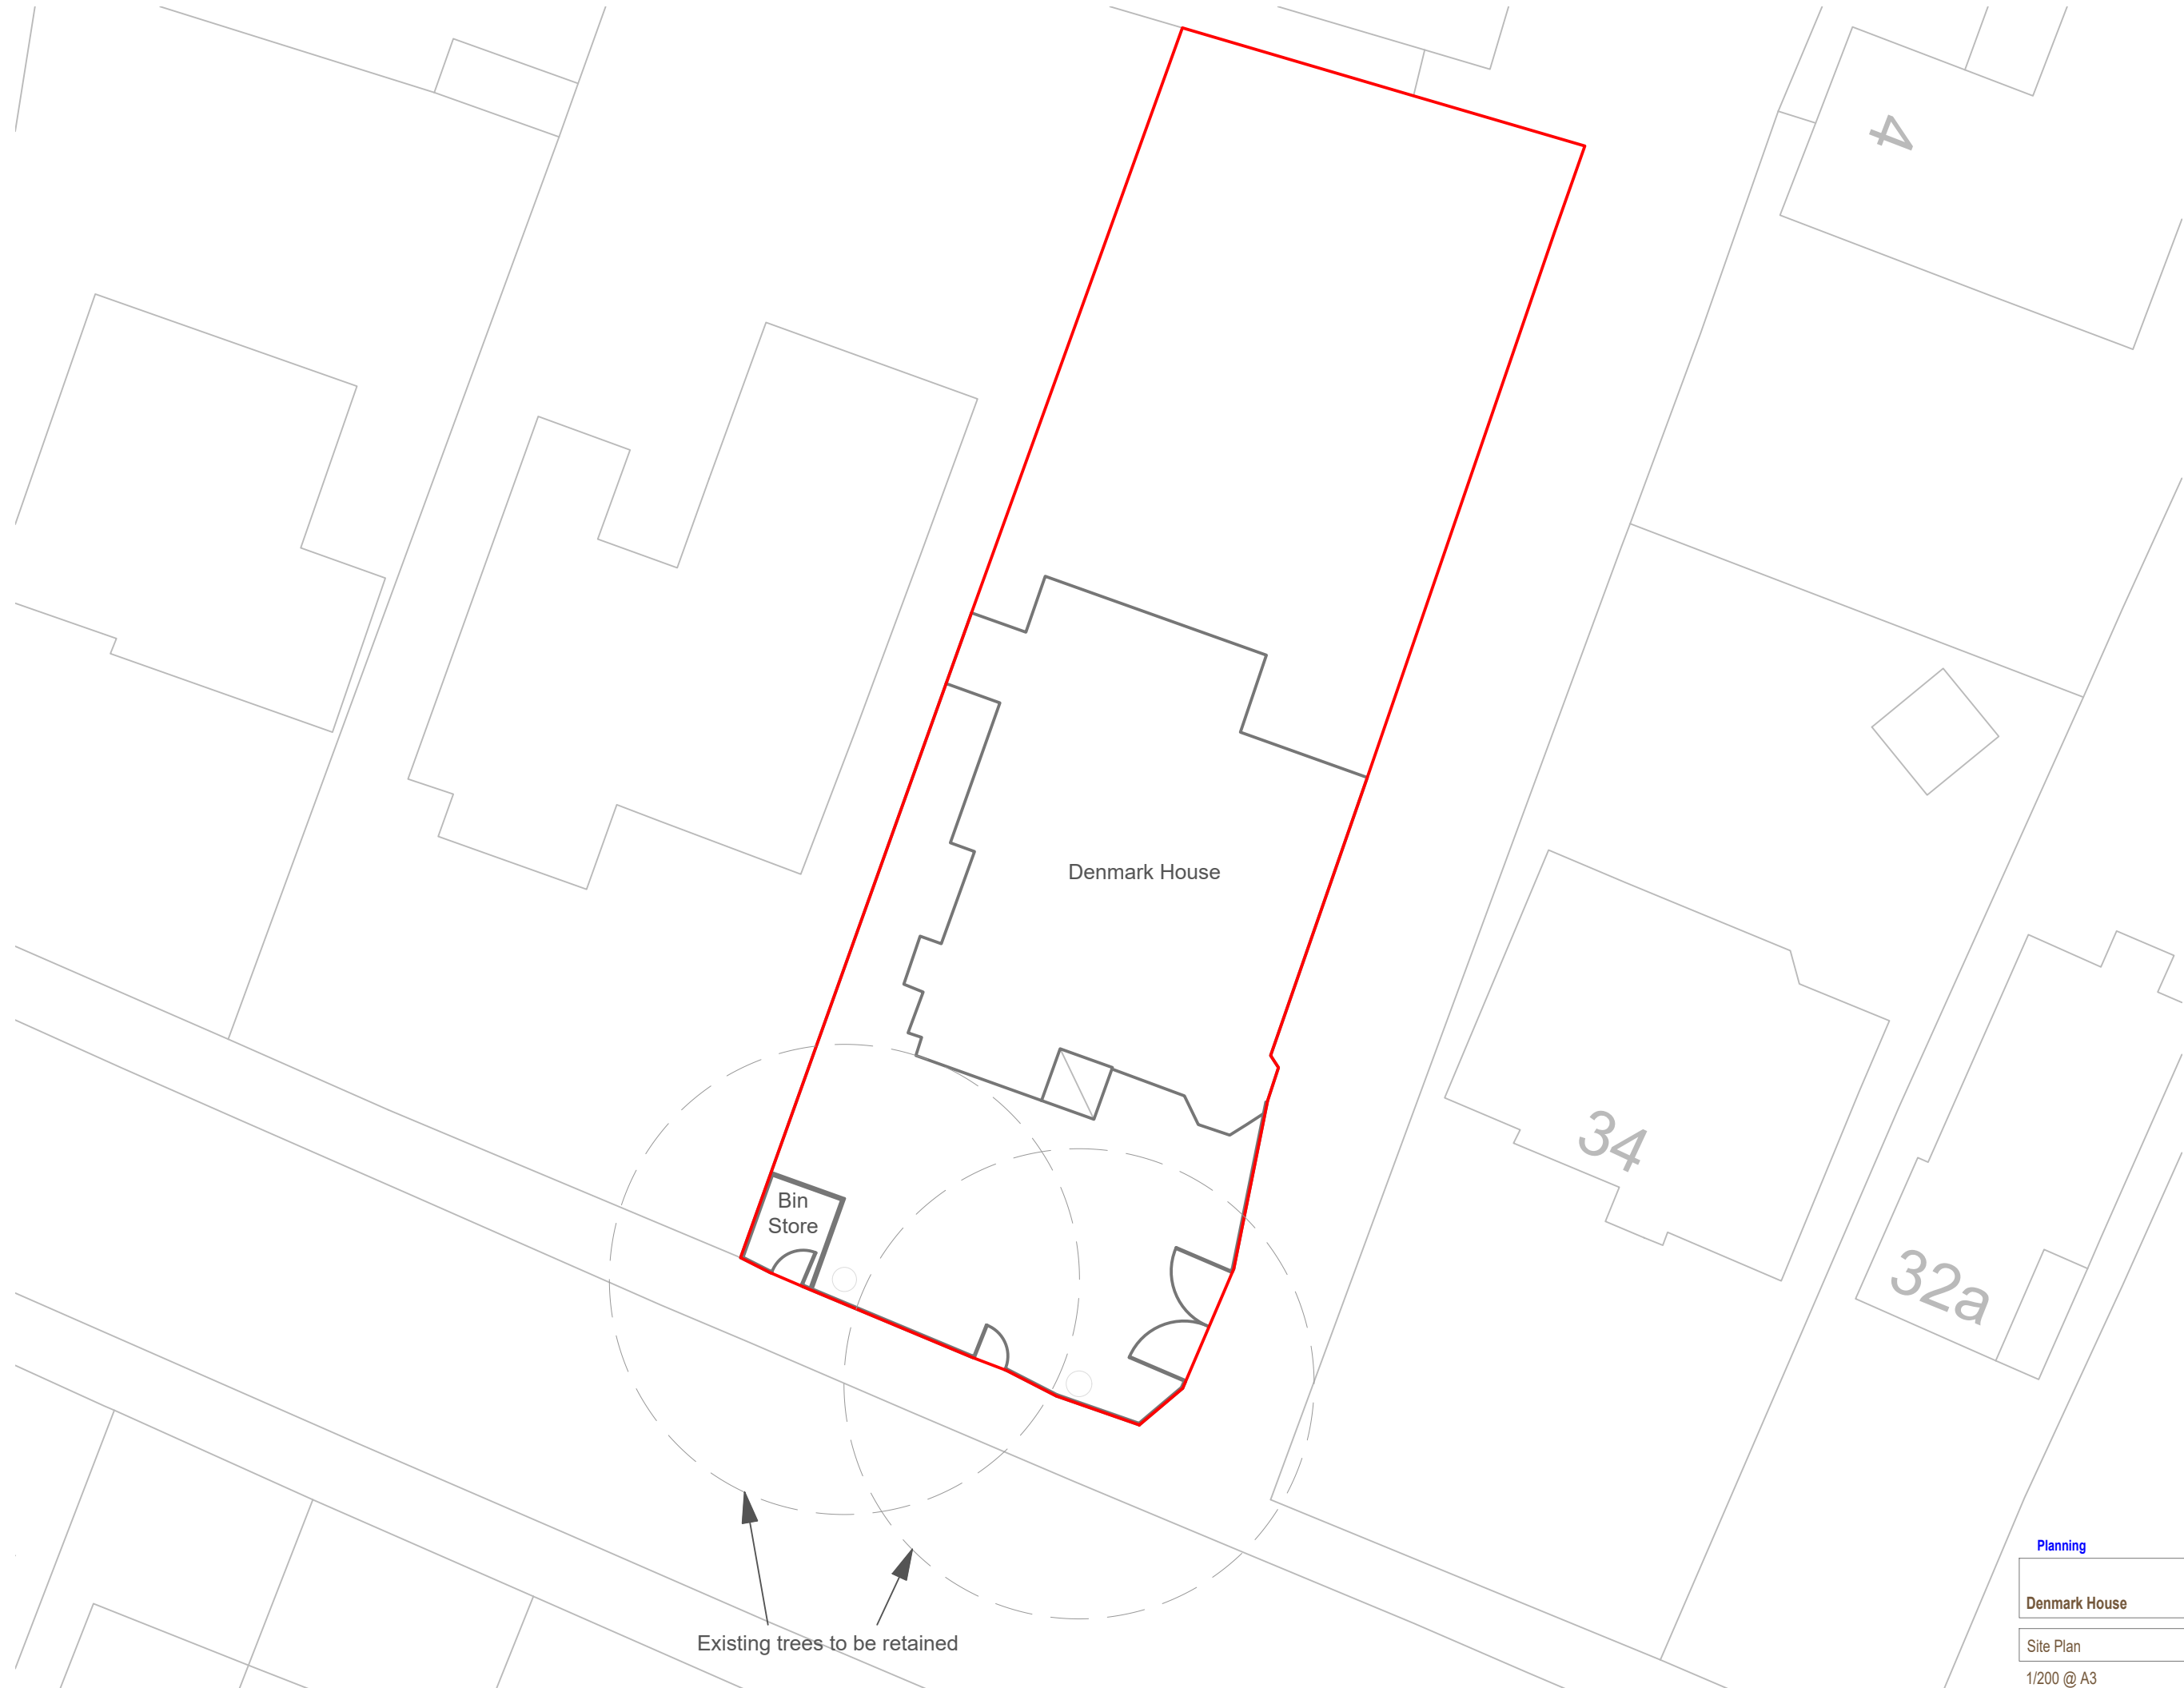 4
Denmark House
34
Bin
Store
32a
Existing trees to be retained
Planning
Denmark House
Site Plan
1/200 @ A3